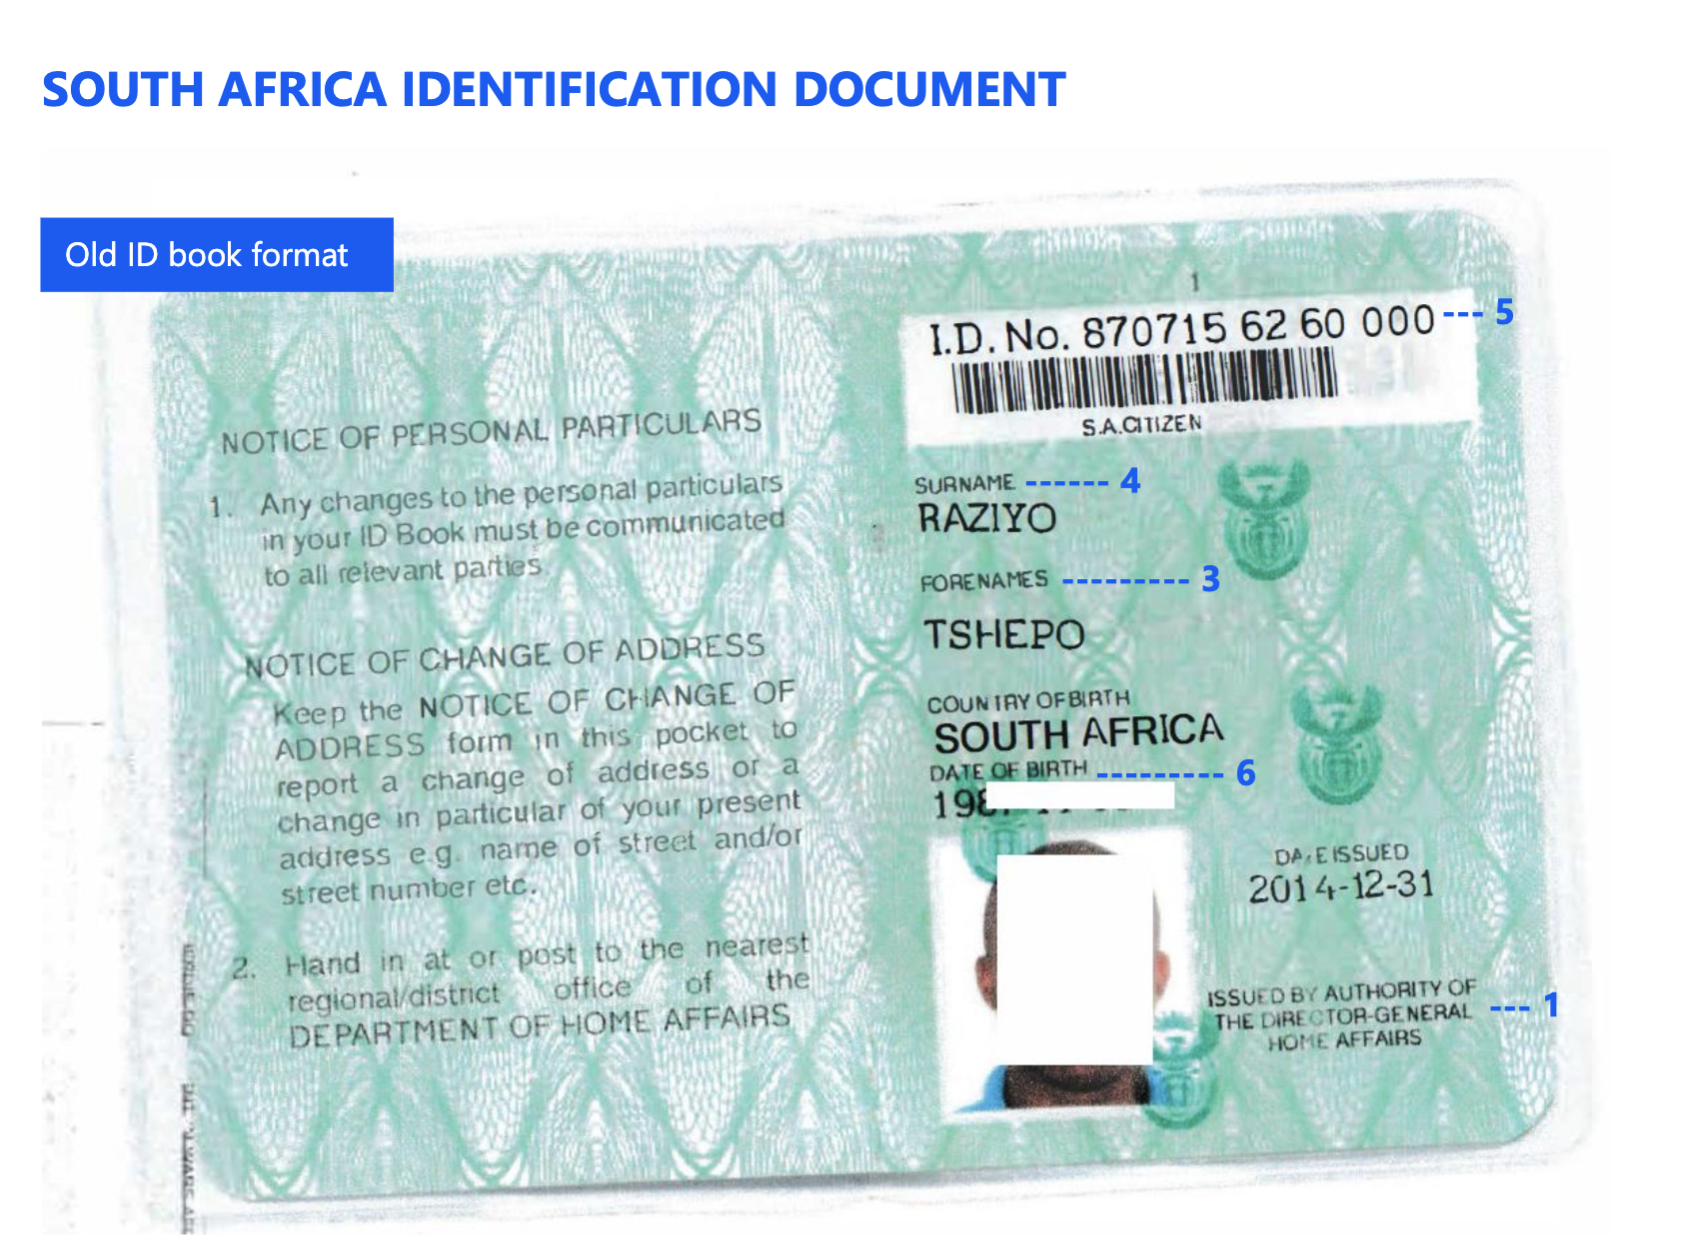 SOUTH AFRICA IDENTIFICATION DOCUMENT
Old ID book format
NOTICE OF PERSONAL PARTICULARS
1. Any changes to the personal particulars
in your ID Book must be communicated
to all relevant parties.
NOTICE OF CHANGE OF ADDRESS
Keep the NOTICE OF CHANGE OF
ADDRESS form in this pocket to
report a change of address or a
change in particular of your present
address e.g. name of street and/or
street number etc.
2. Hand in at or post to the nearest
regional/district office of the
DEPARTMENT OF HOME AFFAIRS
1
I.D. No. 870715 62 60 000 --- 5
S.A.CITIZEN
SURNAME ------ 4
RAZIYO
FORENAMES --------- 3
TSHEPO
COUNTRY OF BIRTH
SOUTH AFRICA
DATE OF BIRTH --------- 6
198
DATE ISSUED
2014-12-31
ISSUED BY AUTHORITY OF
THE DIRECTOR-GENERAL --- 1
HOME AFFAIRS